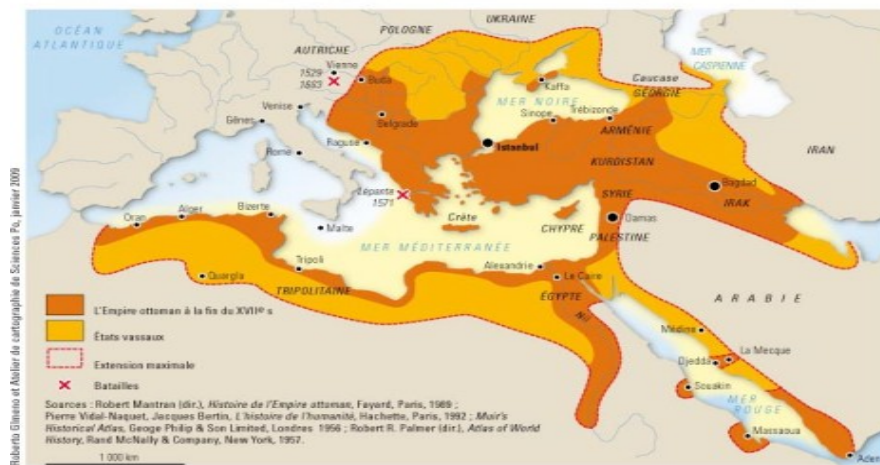 OCÉAN
ATLANTIQUE
POLOGNE
UKRAINE
AUTRICHE
Vienne
1529
1683
Buda
MER
CASPIENNE
Caucase
GÉORGIE
Kaffa
MER NOIRE
Venise
Gênes
Belgrade
Sinope
Trébizonde
ARMÉNIE
Raguse
Istanbul
Rome
KURDISTAN
IRAN
Bagdad
IRAK
Lépante
1571
SYRIE
Damas
PALESTINE
Oran
Alger
Bizerte
Malte
Crète
CHYPRE
MER MÉDITERRANÉE
Tripoli
TRIPOLITAINE
Alexandrie
Le Caire
ÉGYPTE
Nil
Ouargla
ARABIE
Médine
La Mecque
Djedda
Souakin
MER
ROUGE
Massaoua
Aden
L'Empire ottoman à la fin du XVIIe s
États vassaux
Extension maximale
Batailles
Sources : Robert Mantran (dir.), Histoire de l'Empire ottoman, Fayard, Paris, 1989 ;
Pierre Vidal-Naquet, Jacques Bertin, L'histoire de l'humanité, Hachette, Paris, 1992 ; Muir's
Historical Atlas, Geoge Philip & Son Limited, Londres 1956 ; Robert R. Palmer (dir.), Atlas of World
History, Rand McNally & Company, New York, 1957.
1 000 km
Roberto Gimeno et Atelier de cartographie de Sciences Po, janvier 2009